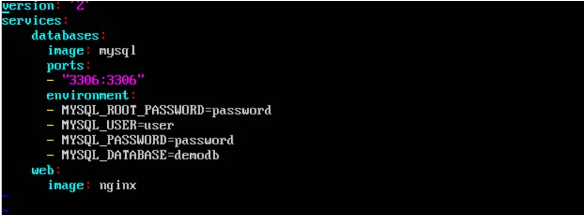 version: '2'
services:
    databases:
      image: mysql
      ports:
      - "3306:3306"
      environment:
      - MYSQL_ROOT_PASSWORD=password
      - MYSQL_USER=user
      - MYSQL_PASSWORD=password
      - MYSQL_DATABASE=demodb
    web:
      image: nginx
~
~